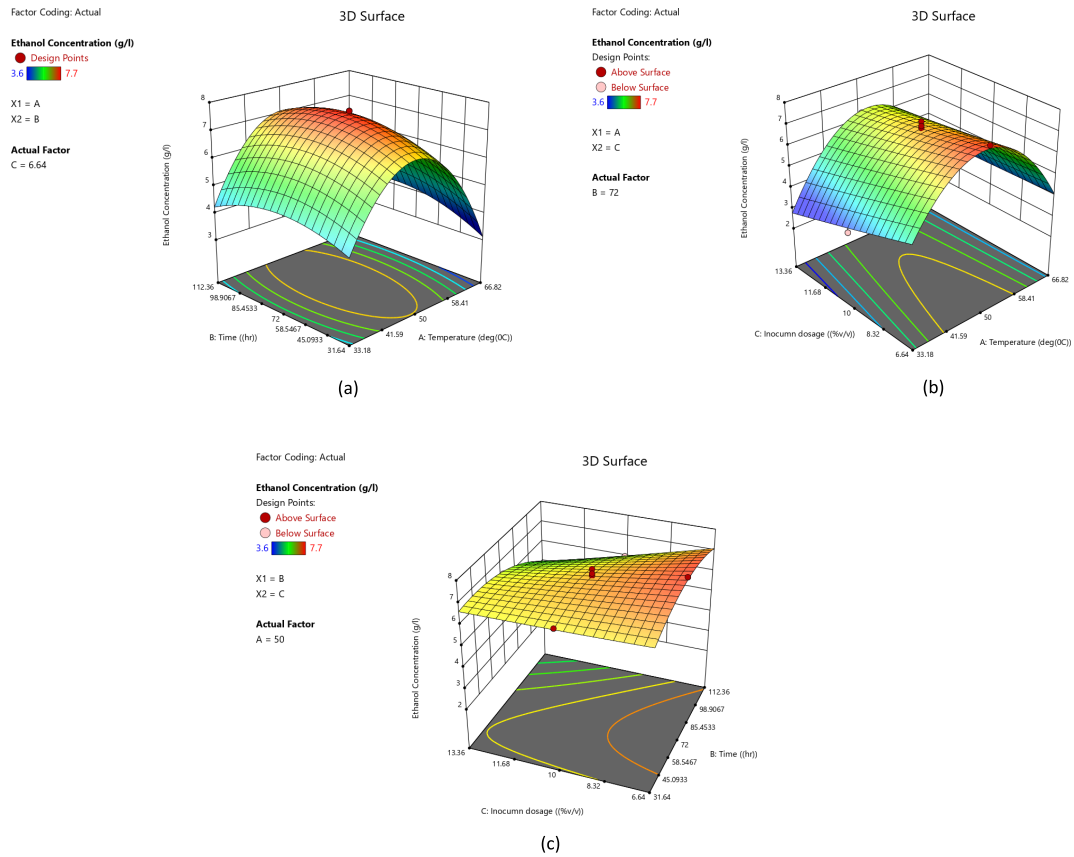 Factor Coding: Actual
3D Surface
Ethanol Concentration (g/l)
Design Points
3.6 7.7
X1 = A
X2 = B
Actual Factor
C = 6.64
Ethanol Concentration (g/l)
8
7
6
5
4
3
112.36
98.9067
85.4533
72
58.5467
45.0933
31.64
B: Time ((hr))
33.18
41.59
50
58.41
66.82
A: Temperature (deg(0C))
(a)
Factor Coding: Actual
3D Surface
Ethanol Concentration (g/l)
Design Points:
Above Surface
Below Surface
3.6 7.7
X1 = A
X2 = C
Actual Factor
B = 72
Ethanol Concentration (g/l)
8
7
6
5
4
3
2
13.36
11.68
10
8.32
6.64
C: Inocumn dosage ((%v/v))
33.18
41.59
50
58.41
66.82
A: Temperature (deg(0C))
(b)
Factor Coding: Actual
3D Surface
Ethanol Concentration (g/l)
Design Points:
Above Surface
Below Surface
3.6 7.7
X1 = B
X2 = C
Actual Factor
A = 50
Ethanol Concentration (g/l)
8
7
6
5
4
3
2
13.36
11.68
10
8.32
6.64
C: Inocumn dosage ((%v/v))
31.64
45.0933
58.5467
72
85.4533
98.9067
112.36
B: Time ((hr))
(c)